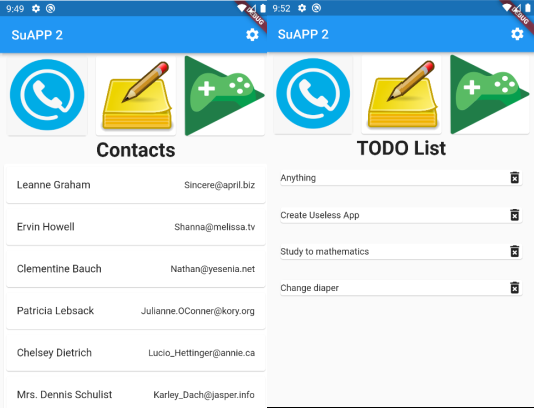 9:49
DEBUG
SuAPP 2
Contacts
Leanne Graham Sincere@april.biz
Ervin Howell Shanna@melissa.tv
Clementine Bauch Nathan@yesenia.net
Patricia Lebsack Julianne.OConner@kory.org
Chelsey Dietrich Lucio_Hettinger@annie.ca
Mrs. Dennis Schulist Karley_Dach@jasper.info
9:52
DEBUG
SuAPP 2
TODO List
Anything
Create Useless App
Study to mathematics
Change diaper